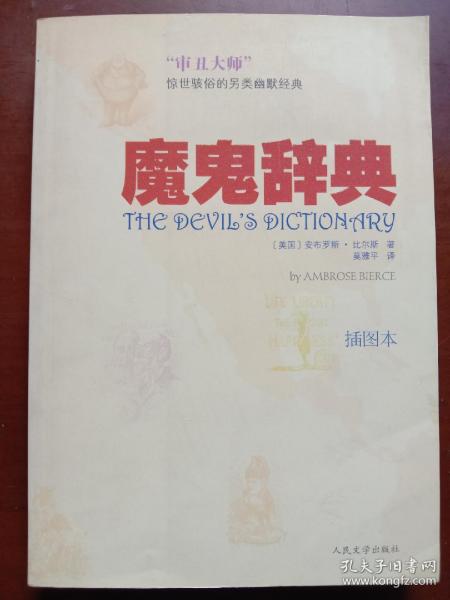 “审丑大师”
惊世骇俗的另类幽默经典
魔鬼辞典
THE DEVIL'S DICTIONARY
〔美国〕安布罗斯·比尔斯 著
莫雅平 译
by AMBROSE BIERCE
LIFE LIBERTY
HAPPINESS
插图本
人民文学出版社
孔夫子旧书网
www.kongfz.com